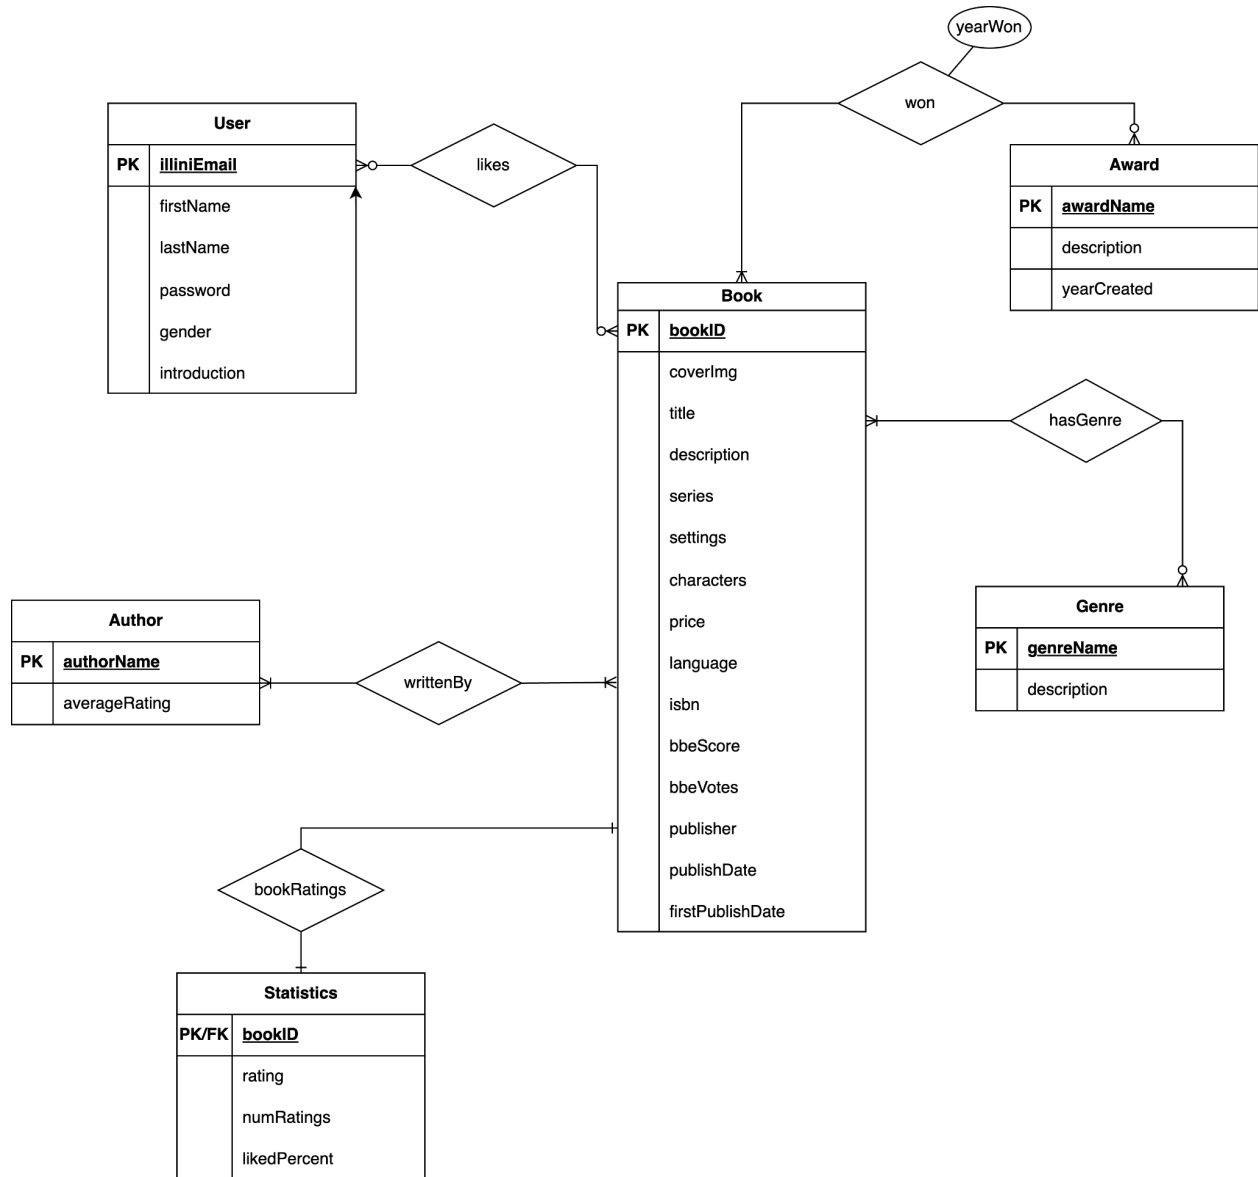 yearWon
won
User
PK illiniEmail
firstName
lastName
password
gender
introduction
likes
Award
PK awardName
description
yearCreated
Book
PK bookID
coverImg
title
description
series
settings
characters
price
language
isbn
bbeScore
bbeVotes
publisher
publishDate
firstPublishDate
hasGenre
Genre
PK genreName
description
Author
PK authorName
averageRating
writtenBy
bookRatings
Statistics
PK/FK bookID
rating
numRatings
likedPercent